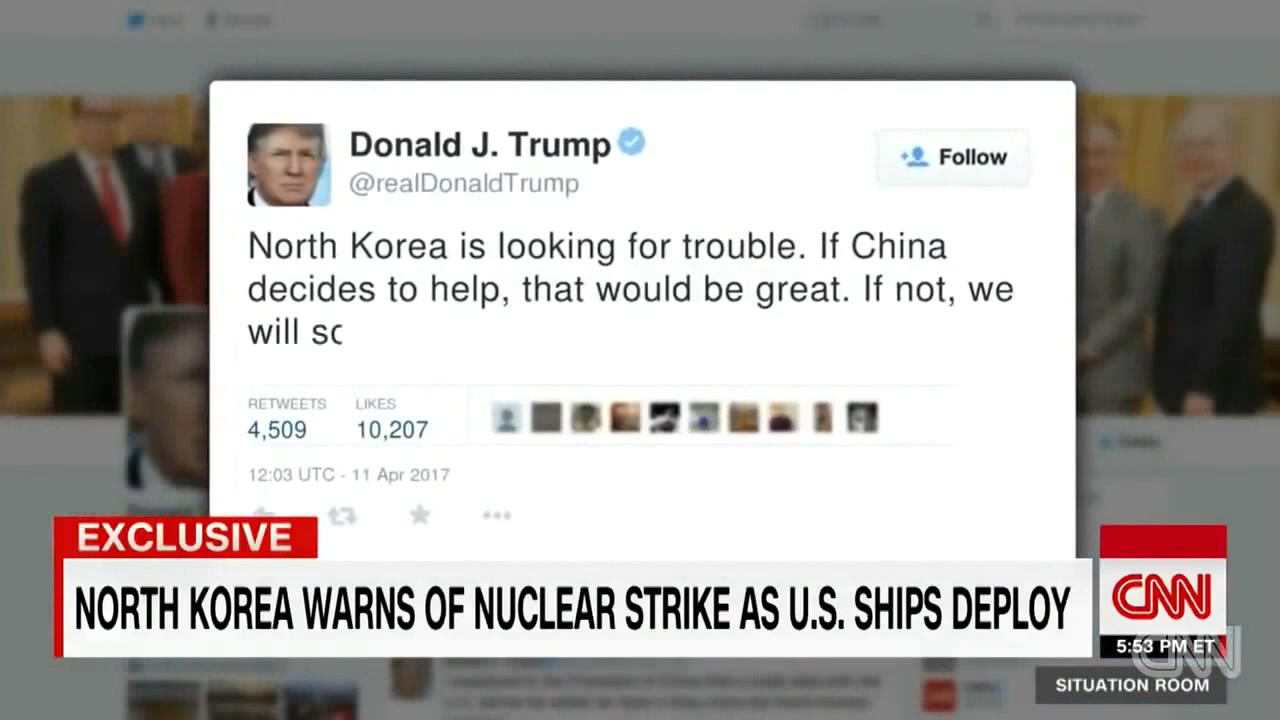 Donald J. Trump
@realDonaldTrump
Follow
North Korea is looking for trouble. If China
decides to help, that would be great. If not, we
will sc
RETWEETS LIKES
4,509 10,207
12:03 UTC - 11 Apr 2017
EXCLUSIVE
NORTH KOREA WARNS OF NUCLEAR STRIKE AS U.S. SHIPS DEPLOY
CNN
5:53 PM ET
CNN
SITUATION ROOM